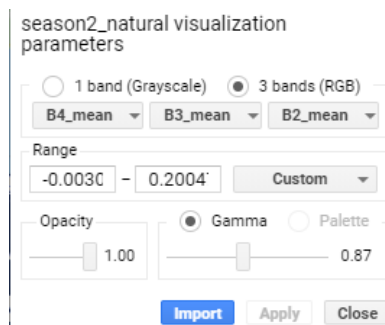 season2_natural visualization
parameters
1 band (Grayscale) 3 bands (RGB)
B4_mean B3_mean B2_mean
Range
-0.0030 – 0.2004
Custom
Opacity Gamma Palette
1.00 0.87
Import Apply Close